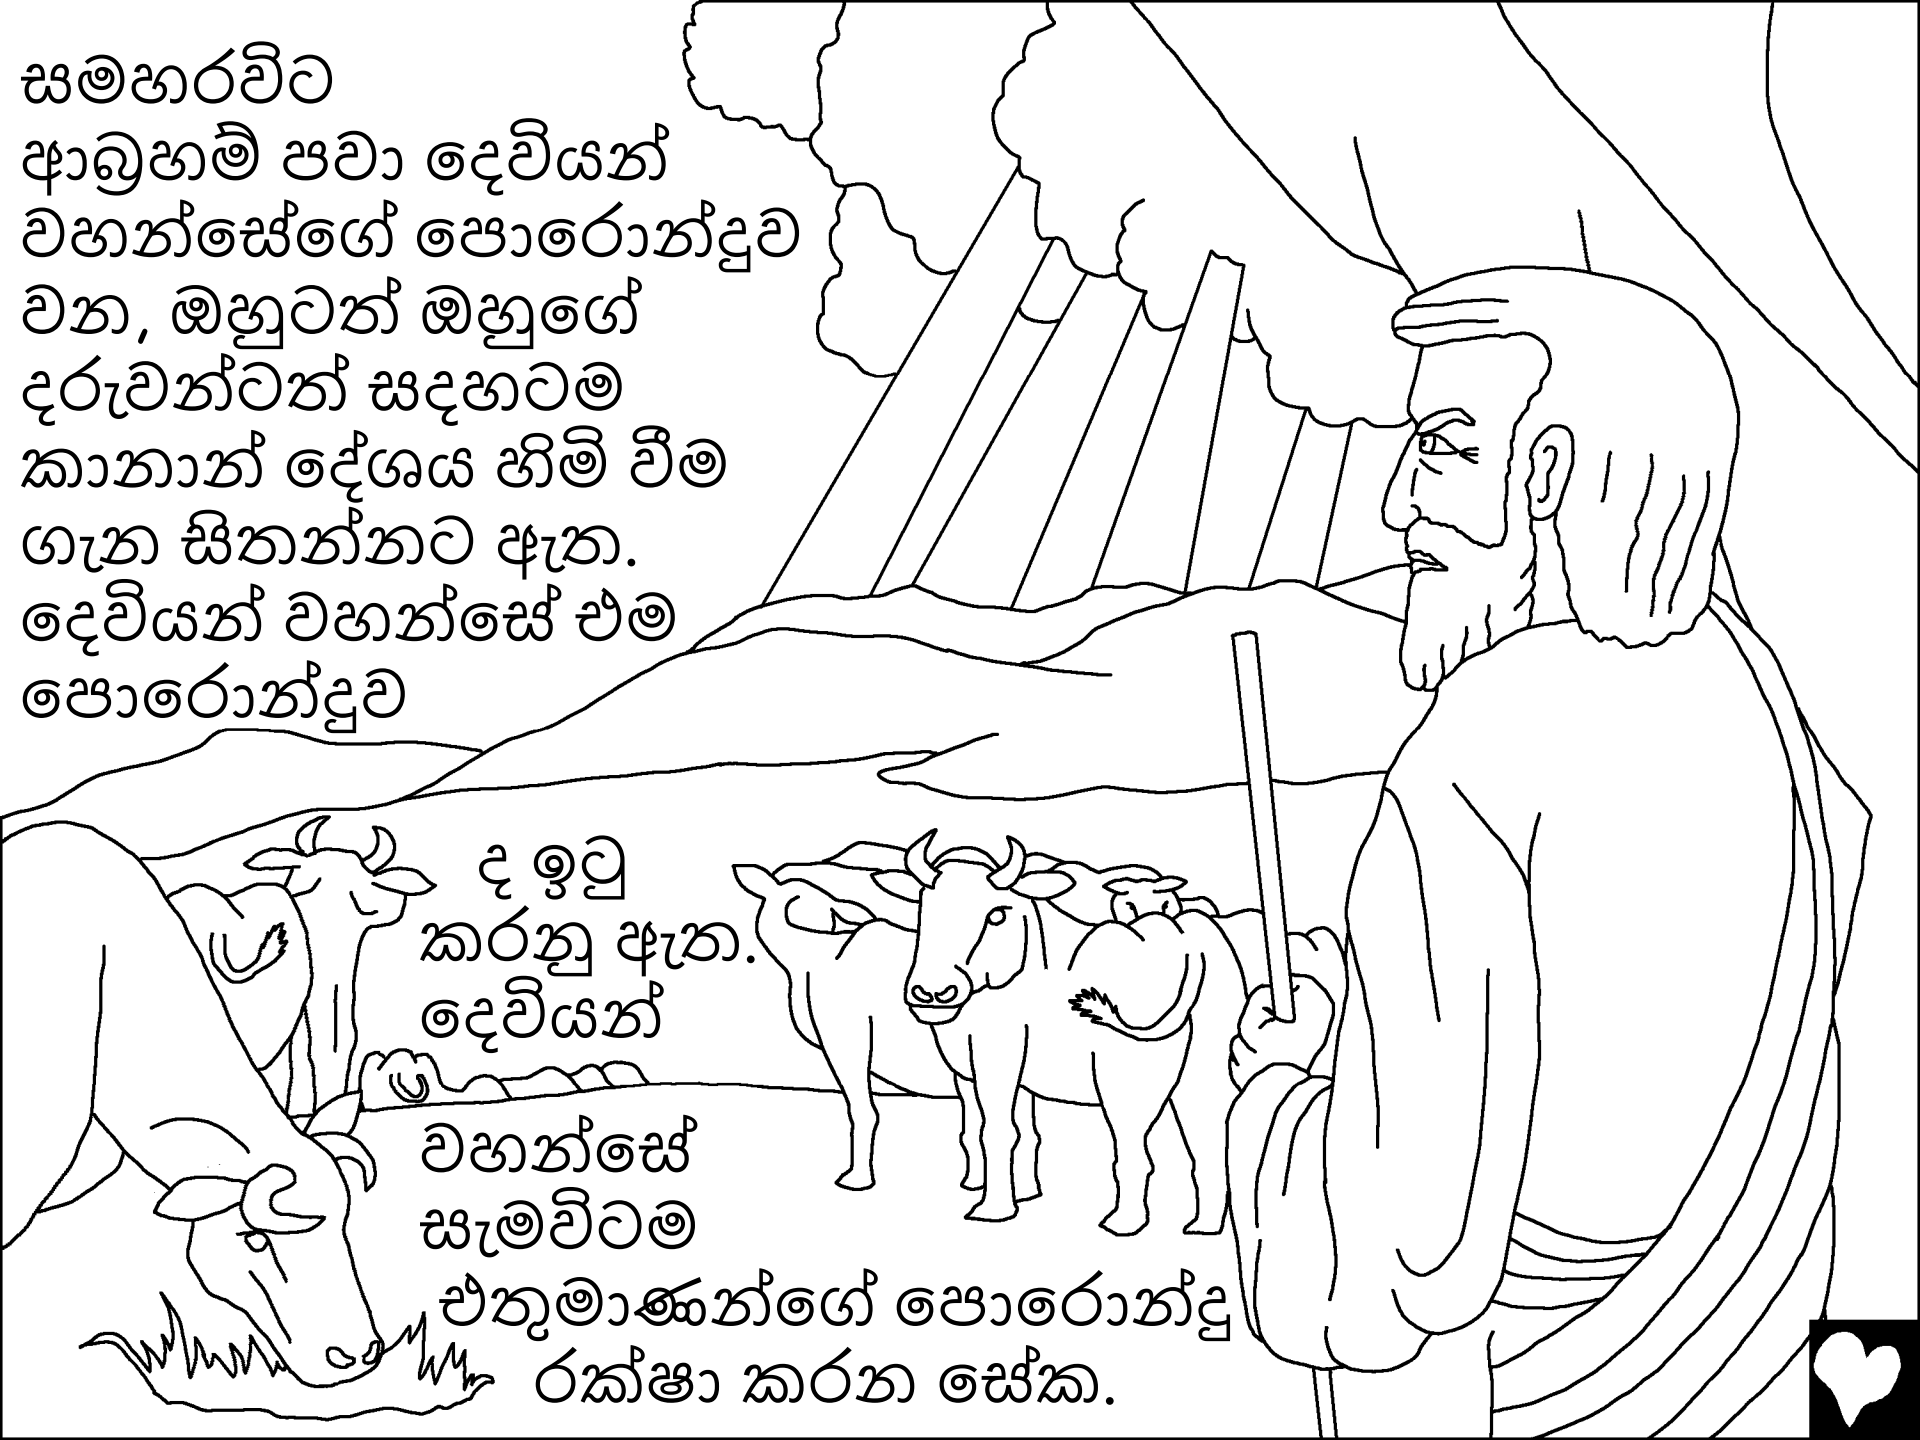 සමහරවිට
ආබ්‍රහම් පවා දෙවියන්
වහන්සේගේ පොරොන්දුව
වන, ඔහුටත් ඔහුගේ
දරුවන්ටත් සදහටම
කානාන් දේශය හිමි වීම
ගැන සිතන්නට ඇත.
දෙවියන් වහන්සේ එම
පොරොන්දුව
ද ඉටු
කරනු ඇත.
දෙවියන්
වහන්සේ
සැමවිටම
එතුමාණන්ගේ පොරොන්දු
රක්ෂා කරන සේක.